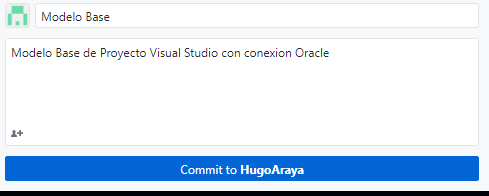 Modelo Base
Modelo Base de Proyecto Visual Studio con conexion Oracle
Commit to HugoAraya